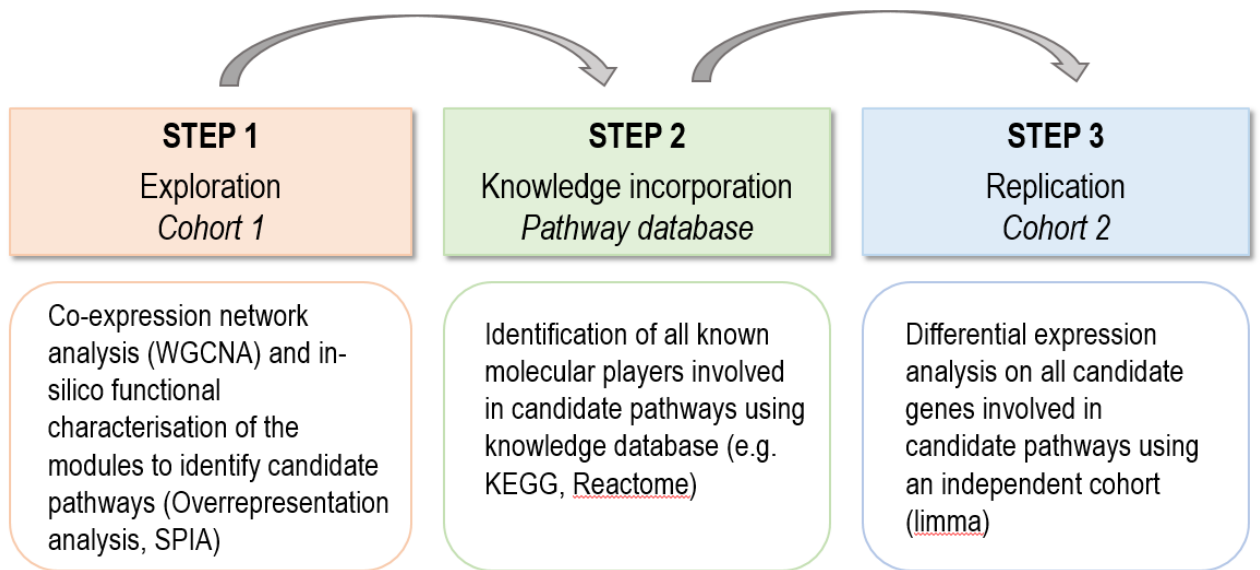 STEP 1
Exploration
Cohort 1
STEP 2
Knowledge incorporation
Pathway database
STEP 3
Replication
Cohort 2
Co-expression network
analysis (WGCNA) and in-
silico functional
characterisation of the
modules to identify candidate
pathways (Overrepresentation
analysis, SPIA)
Identification of all known
molecular players involved
in candidate pathways using
knowledge database (e.g.
KEGG, Reactome)
Differential expression
analysis on all candidate
genes involved in
candidate pathways using
an independent cohort
(limma)